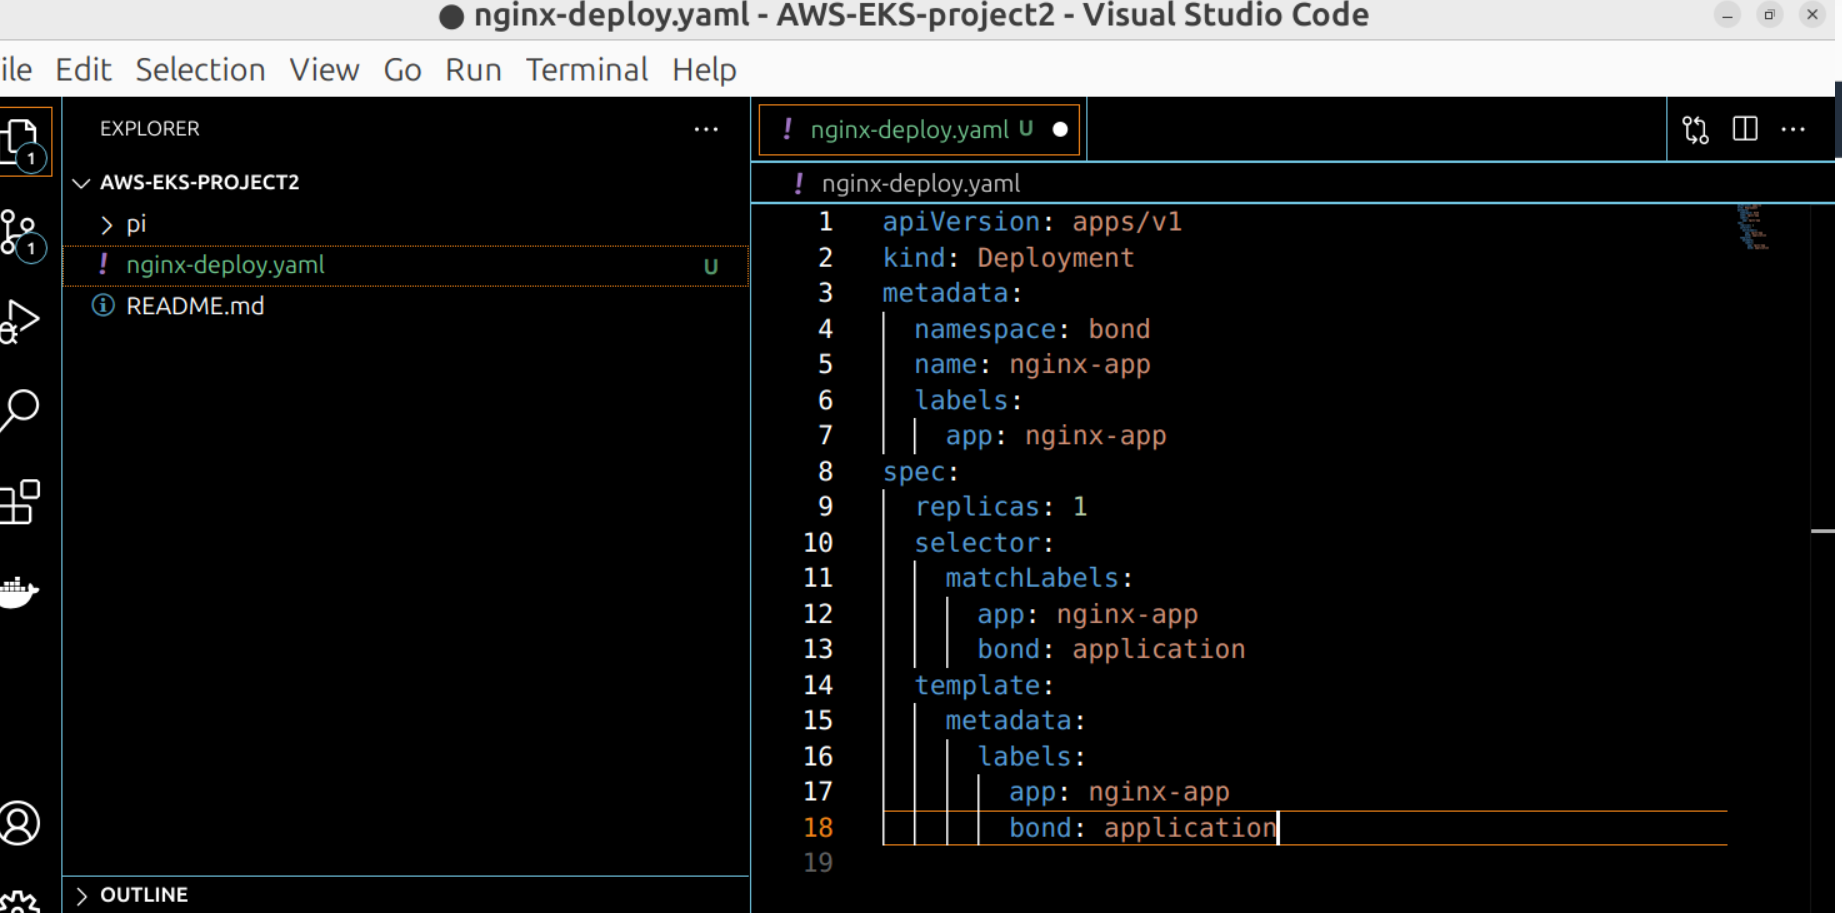 nginx-deploy.yaml - AWS-EKS-project2 - Visual Studio Code
ile Edit Selection View Go Run Terminal Help
EXPLORER
AWS-EKS-PROJECT2
pi
nginx-deploy.yaml U
README.md
OUTLINE
1
1
nginx-deploy.yaml U
nginx-deploy.yaml
1 apiVersion: apps/v1
2 kind: Deployment
3 metadata:
4   namespace: bond
5   name: nginx-app
6   labels:
7     app: nginx-app
8 spec:
9   replicas: 1
10   selector:
11     matchLabels:
12       app: nginx-app
13       bond: application
14   template:
15     metadata:
16       labels:
17         app: nginx-app
18         bond: application
19